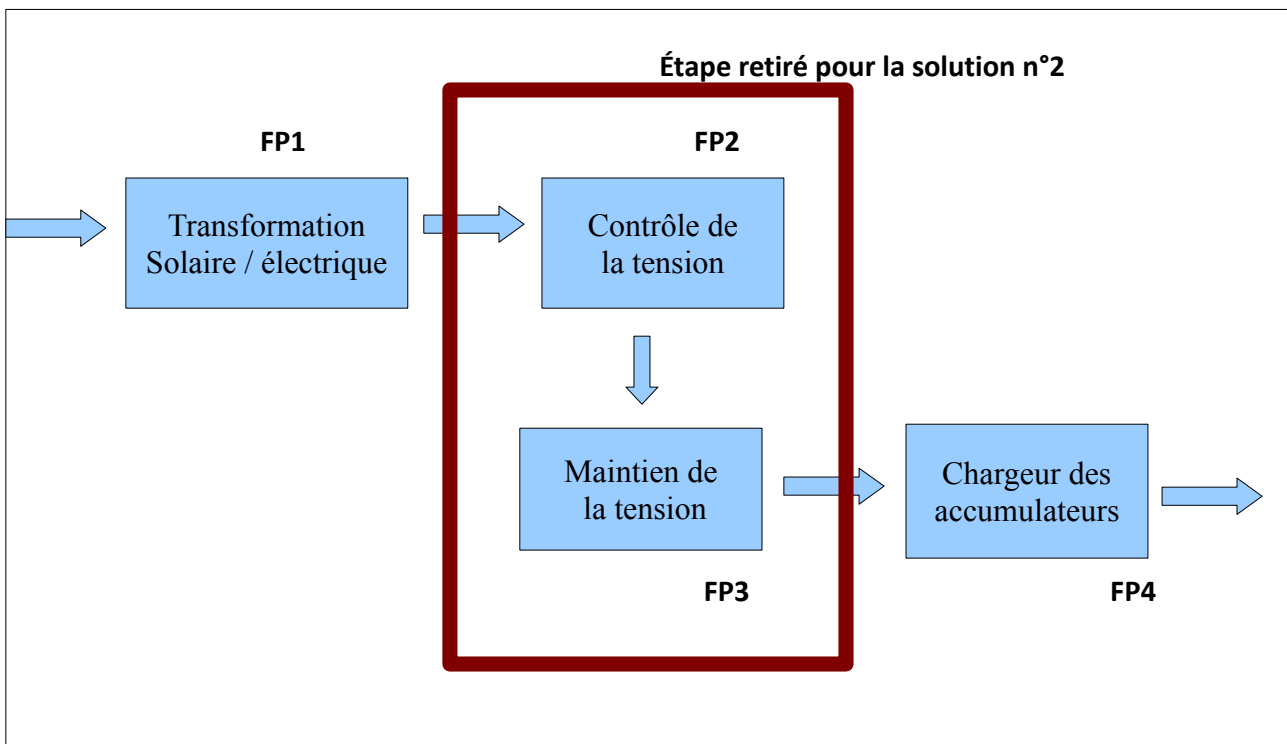 Étape retiré pour la solution n°2
FP1
FP2
Transformation
Solaire / électrique
Contrôle de
la tension
Maintien de
la tension
Chargeur des
accumulateurs
FP3
FP4